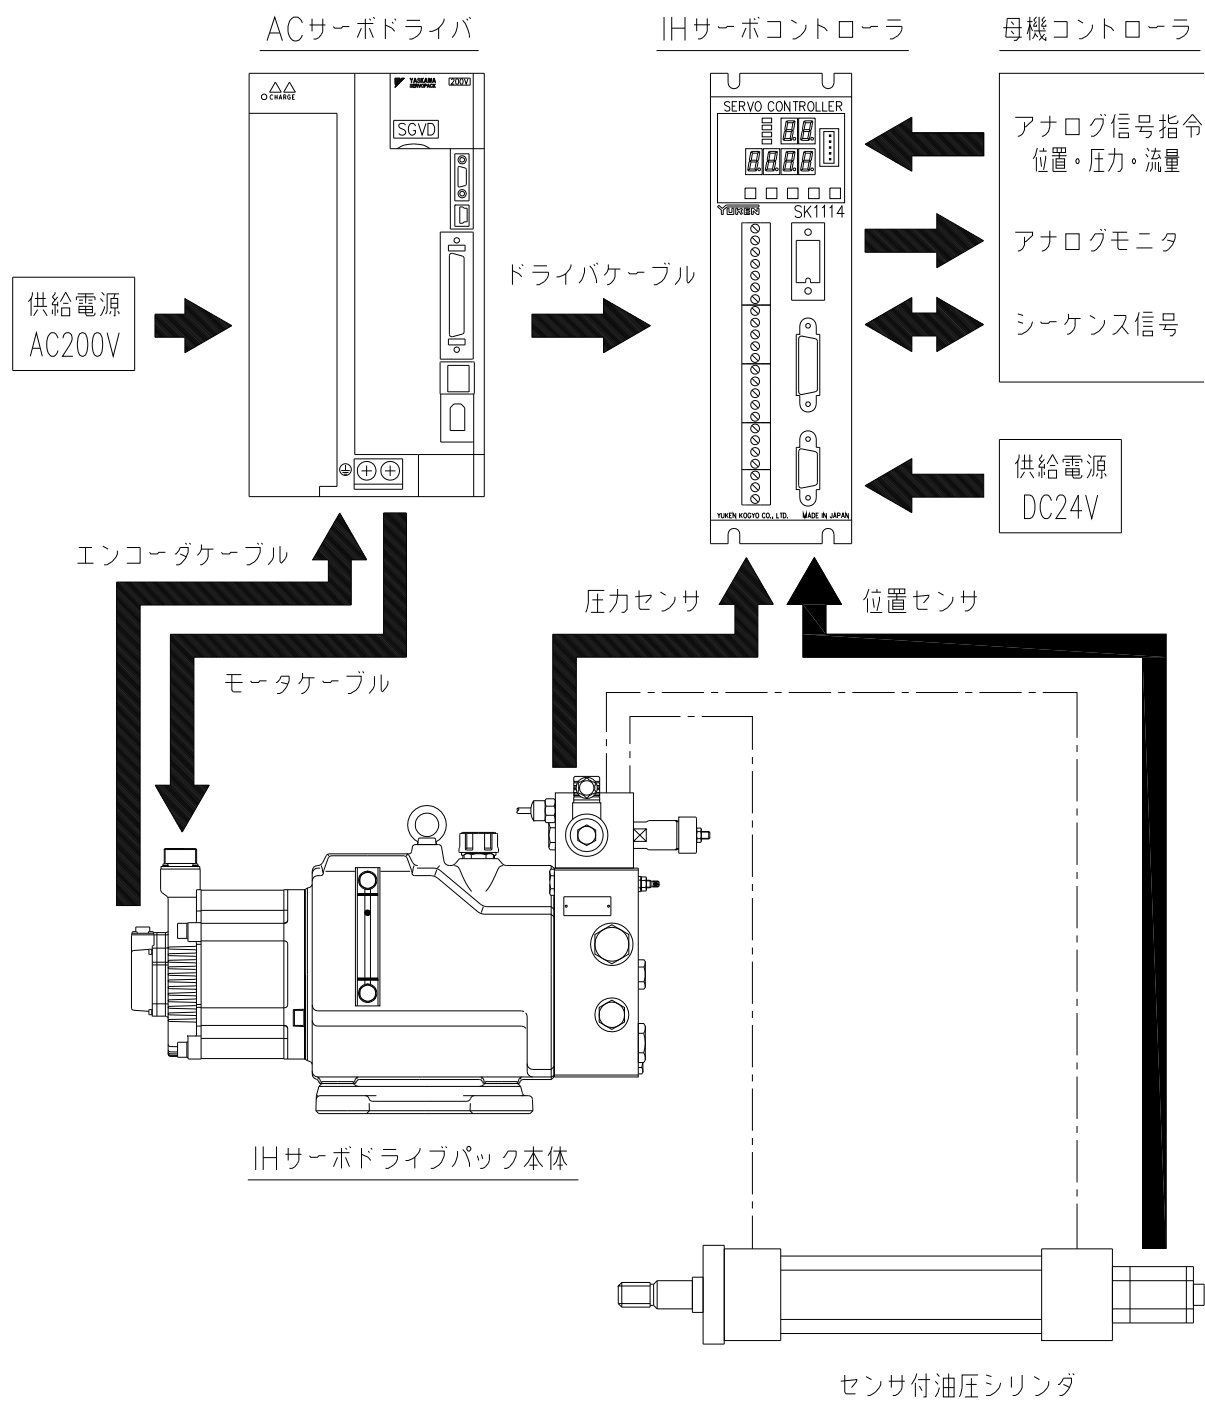 ACサーボドライバ
IHサーボコントローラ
母機コントローラ
CHARGE
YASKAWA
SERVOPACK
200V
SGVD
SERVO CONTROLLER
8.8.
8.8.8.8.
YUKEN
SK1114
YUKEN KOGYO CO., LTD.
MADE IN JAPAN
アナログ信号指令
位置・圧力・流量
アナログモニタ
シーケンス信号
供給電源
AC200V
ドライバケーブル
供給電源
DC24V
エンコーダケーブル
モータケーブル
圧力センサ
位置センサ
IHサーボドライブパック本体
センサ付油圧シリンダ